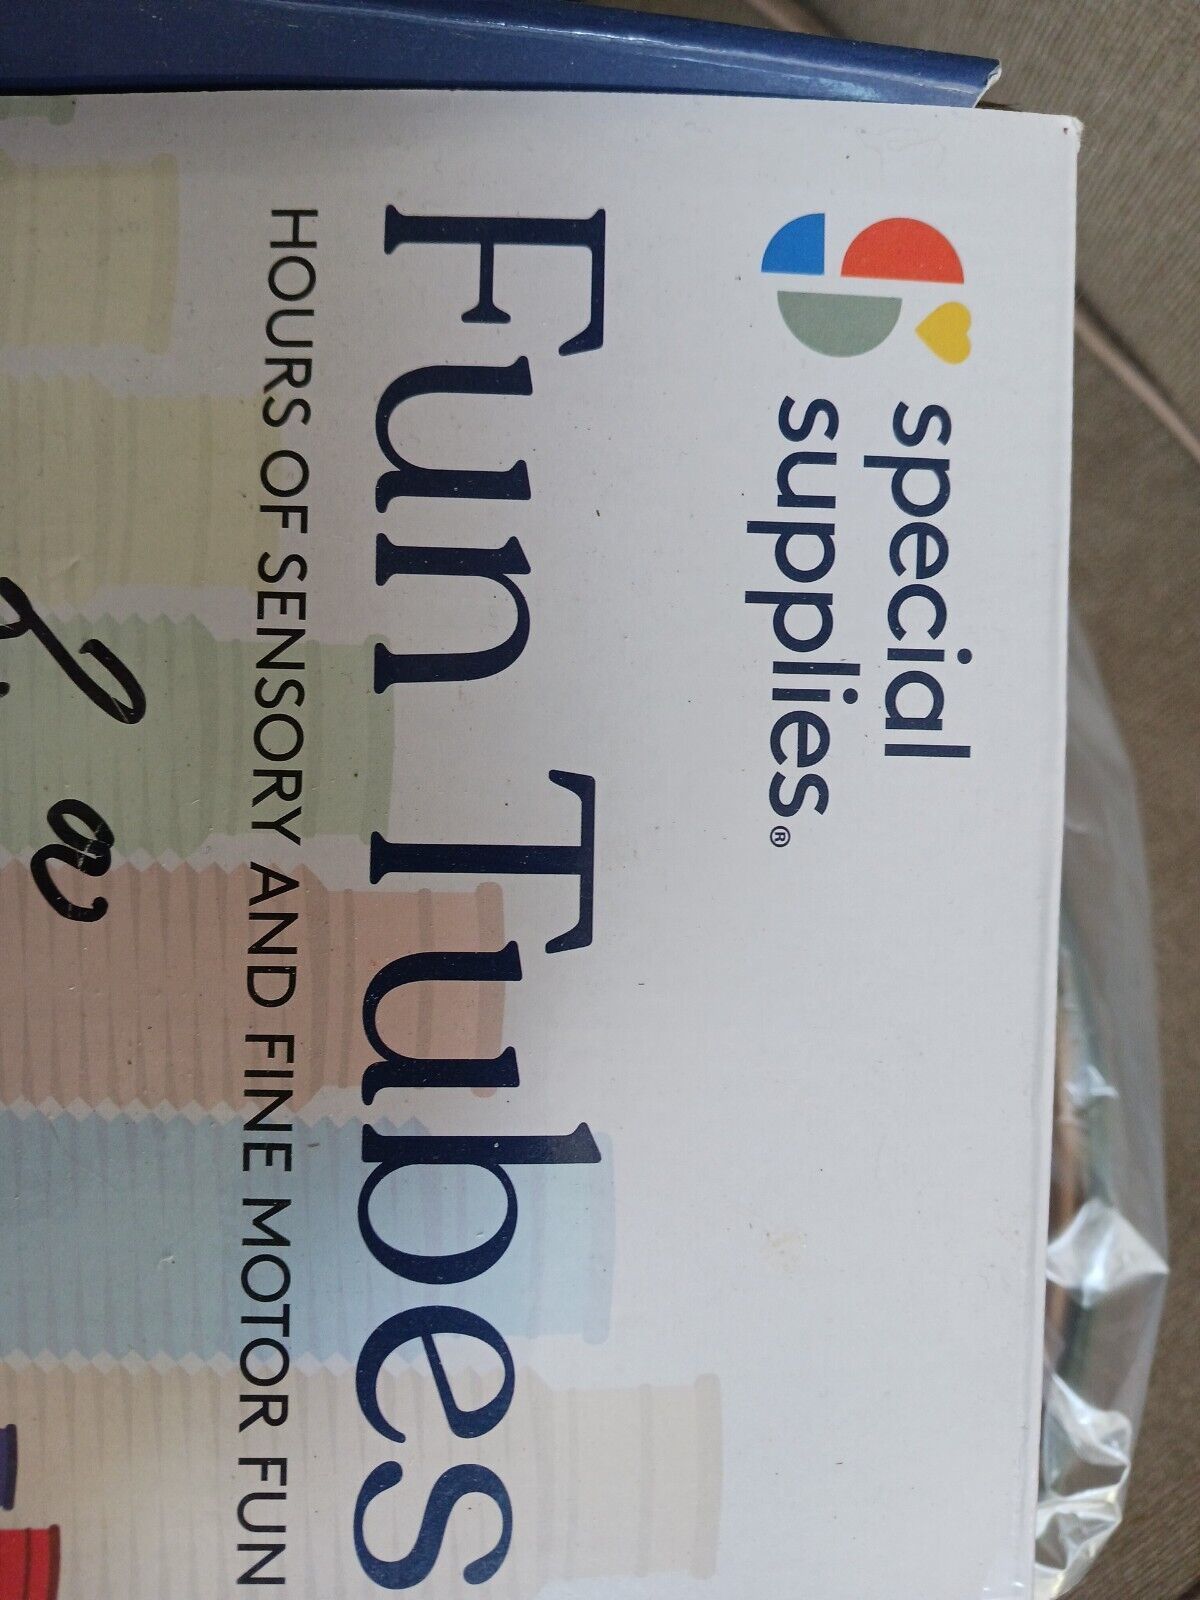 special
supplies®
Fun Tubes
HOURS OF SENSORY AND FINE MOTOR FUN